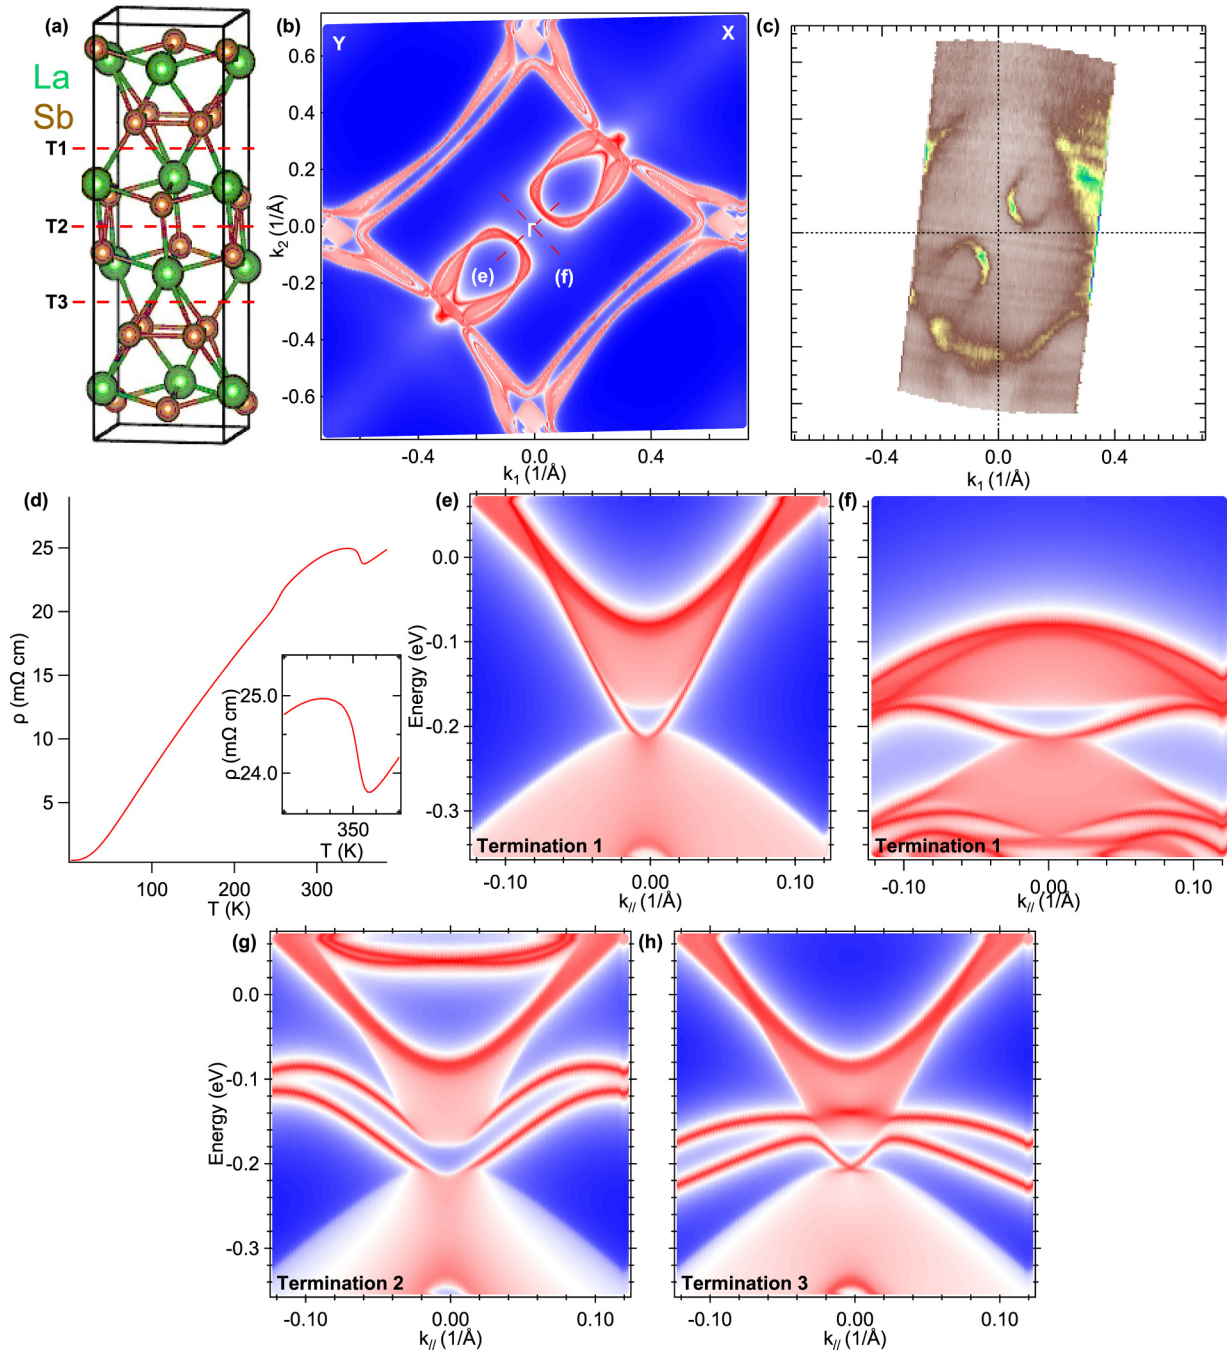 (a)
La
Sb
T1
T2
T3
(b)
Y
X
Γ
(e)
(f)
0.6
0.4
0.2
0.0
-0.2
-0.4
-0.6
k2 (1/Å)
-0.4
0.0
0.4
k1 (1/Å)
(c)
-0.4
0.0
0.4
k1 (1/Å)
(d)
25
20
15
10
5
ρ (mΩ cm)
100
200
300
T (K)
25.0
24.0
ρ (mΩ cm)
350
T (K)
(e)
0.0
-0.1
-0.2
-0.3
Energy (eV)
Termination 1
-0.10
0.00
0.10
k// (1/Å)
(f)
Termination 1
-0.10
0.00
0.10
k// (1/Å)
(g)
0.0
-0.1
-0.2
-0.3
Energy (eV)
Termination 2
-0.10
0.00
0.10
k// (1/Å)
(h)
Termination 3
-0.10
0.00
0.10
k// (1/Å)